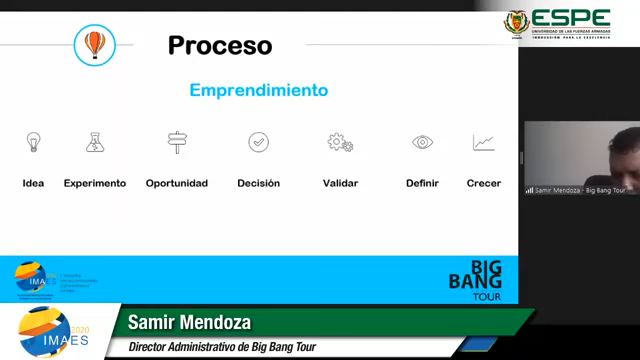 Proceso
Emprendimiento
Idea
Experimento
Oportunidad
Decisión
Validar
Definir
Crecer
ESPE
UNIVERSIDAD DE LAS FUERZAS ARMADAS
INNOVACIÓN PARA LA EXCELENCIA
Samir Mendoza - Big Bang Tour
IMAES
BIG
BANG
TOUR
2020
IMAES
Samir Mendoza
Director Administrativo de Big Bang Tour